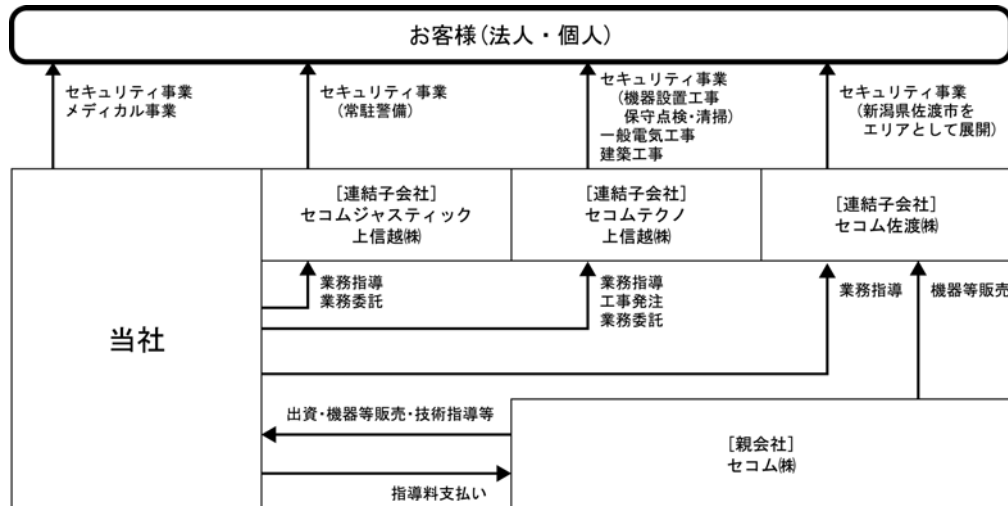 お客様(法人・個人)
セキュリティ事業
メディカル事業
セキュリティ事業
(常駐警備)
セキュリティ事業
(機器設置工事
保守点検・清掃)
一般電気工事
建築工事
セキュリティ事業
(新潟県佐渡市を
エリアとして展開)
[連結子会社]
セコムジャスティック
上信越㈱
[連結子会社]
セコムテクノ
上信越㈱
[連結子会社]
セコム佐渡㈱
業務指導
業務委託
業務指導
工事発注
業務委託
業務指導
機器等販売
当社
出資・機器等販売・技術指導等
[親会社]
セコム㈱
指導料支払い